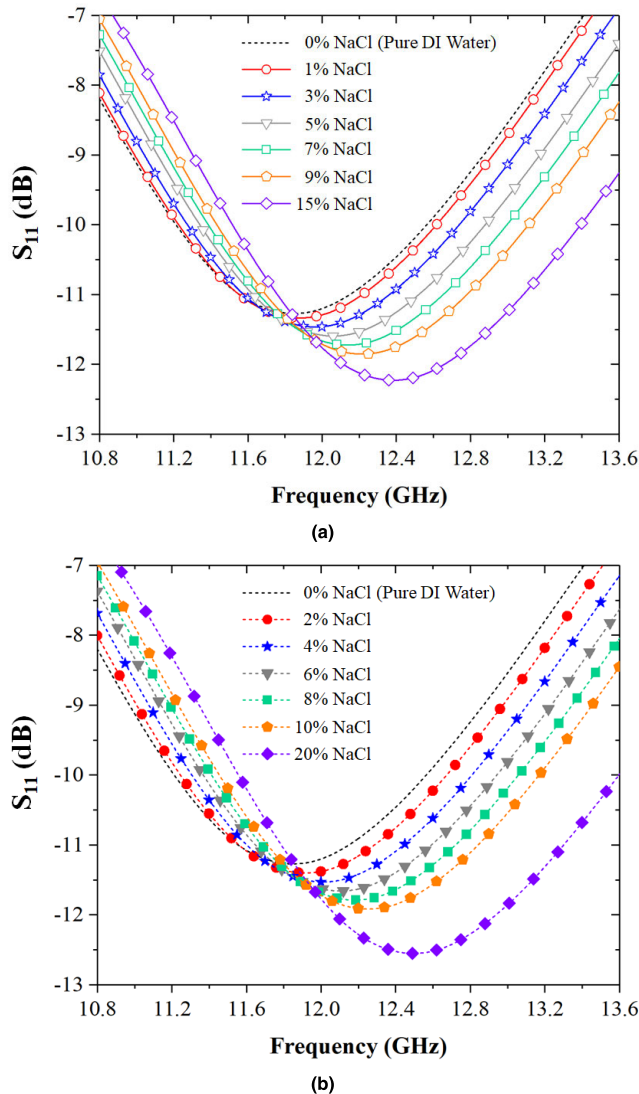 -7
0% NaCl (Pure DI Water)
1% NaCl
-8
3% NaCl
5% NaCl
-9
7% NaCl
9% NaCl
15% NaCl
-10
S11 (dB)
-11
-12
-13
10.8 11.2 11.6 12.0 12.4 12.8 13.2 13.6
Frequency (GHz)
(a)
-7
0% NaCl (Pure DI Water)
2% NaCl
-8
4% NaCl
6% NaCl
-9
8% NaCl
10% NaCl
20% NaCl
-10
S11 (dB)
-11
-12
-13
10.8 11.2 11.6 12.0 12.4 12.8 13.2 13.6
Frequency (GHz)
(b)